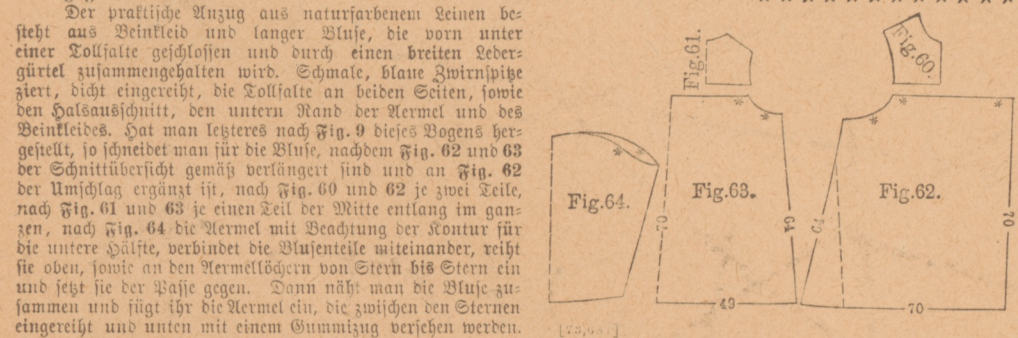 Der praktische Anzug aus naturfarbenem Leinen be-
steht aus Beinkleid und langer Bluse, die vorn unter
einer Tollfalte geschlossen und durch einen breiten Leder-
gürtel zusammengehalten wird. Schmale, blaue Zwirnspitze
ziert, dicht eingereiht, die Tollfalte an beiden Seiten, sowie
den Halsausschnitt, den untern Rand der Aermel und des
Beinkleides. Hat man letzteres nach Fig. 9 dieses Bogens her-
gestellt, so schneidet man für die Bluse, nachdem Fig. 62 und 63
der Schnittübersicht gemäß verlängert sind und an Fig. 62
der Umschlag ergänzt ist, nach Fig. 60 und 62 je zwei Teile,
nach Fig. 61 und 63 je einen Teil der Mitte entlang im gan-
zen, nach Fig. 64 die Aermel mit Beachtung der Kontur für
die untere Hälfte, verbindet die Blusenteile miteinander, reiht
sie oben, sowie an den Aermellöchern von Stern bis Stern ein
und setzt sie der Passe gegen. Dann näht man die Bluse zu-
sammen und fügt ihr die Aermel ein, die zwischen den Sternen
eingereiht und unten mit einem Gummizug versehen werden.
Fig.61.
Fig.60.
Fig.64.
Fig.63.
Fig.62.
70
64
70
49
70